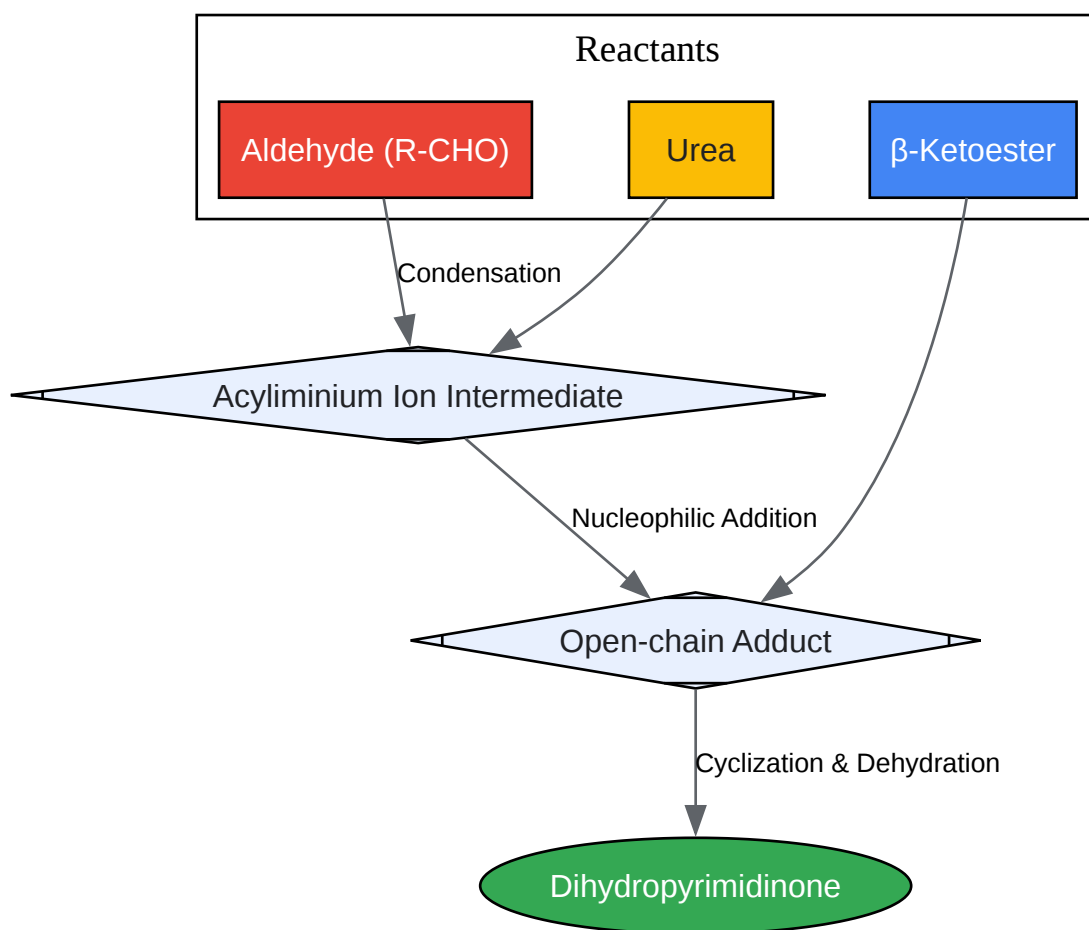 Reactants
Aldehyde (R-CHO)
Urea
β-Ketoester
Condensation
Acyliminium Ion Intermediate
Nucleophilic Addition
Open-chain Adduct
Cyclization & Dehydration
Dihydropyrimidinone